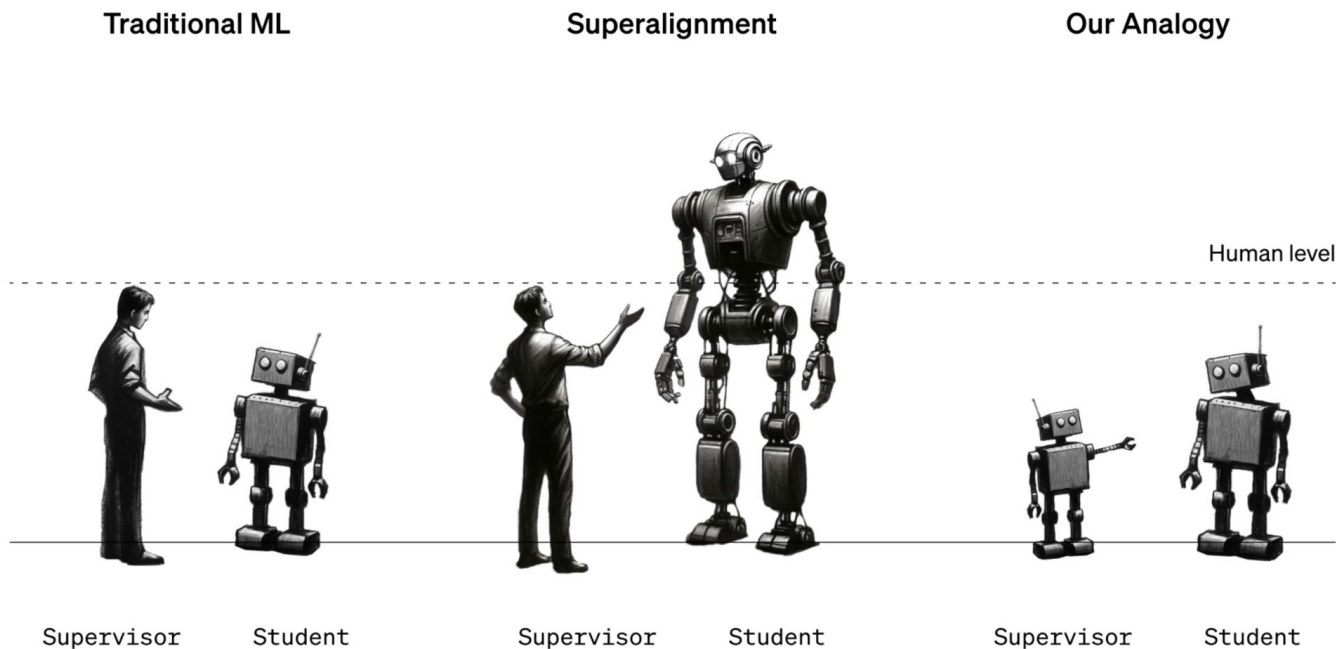 Traditional ML
Superalignment
Our Analogy
Human level
Supervisor
Student
Supervisor
Student
Supervisor
Student